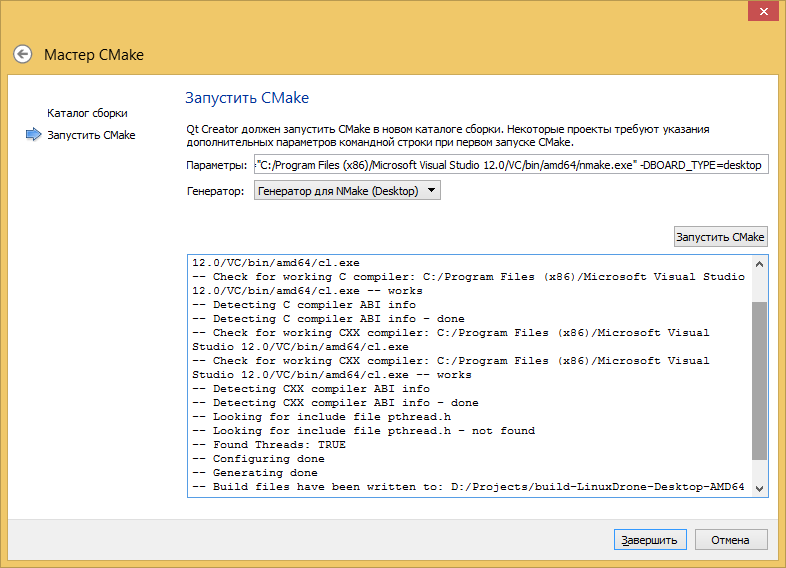 Мастер CMake
Каталог сборки
Запустить CMake
Запустить CMake
Qt Creator должен запустить CMake в новом каталоге сборки. Некоторые проекты требуют указания
дополнительных параметров командной строки при первом запуске CMake.
Параметры: ="C:/Program Files (x86)/Microsoft Visual Studio 12.0/VC/bin/amd64/nmake.exe" -DBOARD_TYPE=desktop
Генератор: Генератор для NMake (Desktop)
Запустить CMake
12.0/VC/bin/amd64/cl.exe
-- Check for working C compiler: C:/Program Files (x86)/Microsoft Visual Studio
12.0/VC/bin/amd64/cl.exe -- works
-- Detecting C compiler ABI info
-- Detecting C compiler ABI info - done
-- Check for working CXX compiler: C:/Program Files (x86)/Microsoft Visual
Studio 12.0/VC/bin/amd64/cl.exe
-- Check for working CXX compiler: C:/Program Files (x86)/Microsoft Visual
Studio 12.0/VC/bin/amd64/cl.exe -- works
-- Detecting CXX compiler ABI info
-- Detecting CXX compiler ABI info - done
-- Looking for include file pthread.h
-- Looking for include file pthread.h - not found
-- Found Threads: TRUE
-- Configuring done
-- Generating done
-- Build files have been written to: D:/Projects/build-LinuxDrone-Desktop-AMD64
Завершить
Отмена